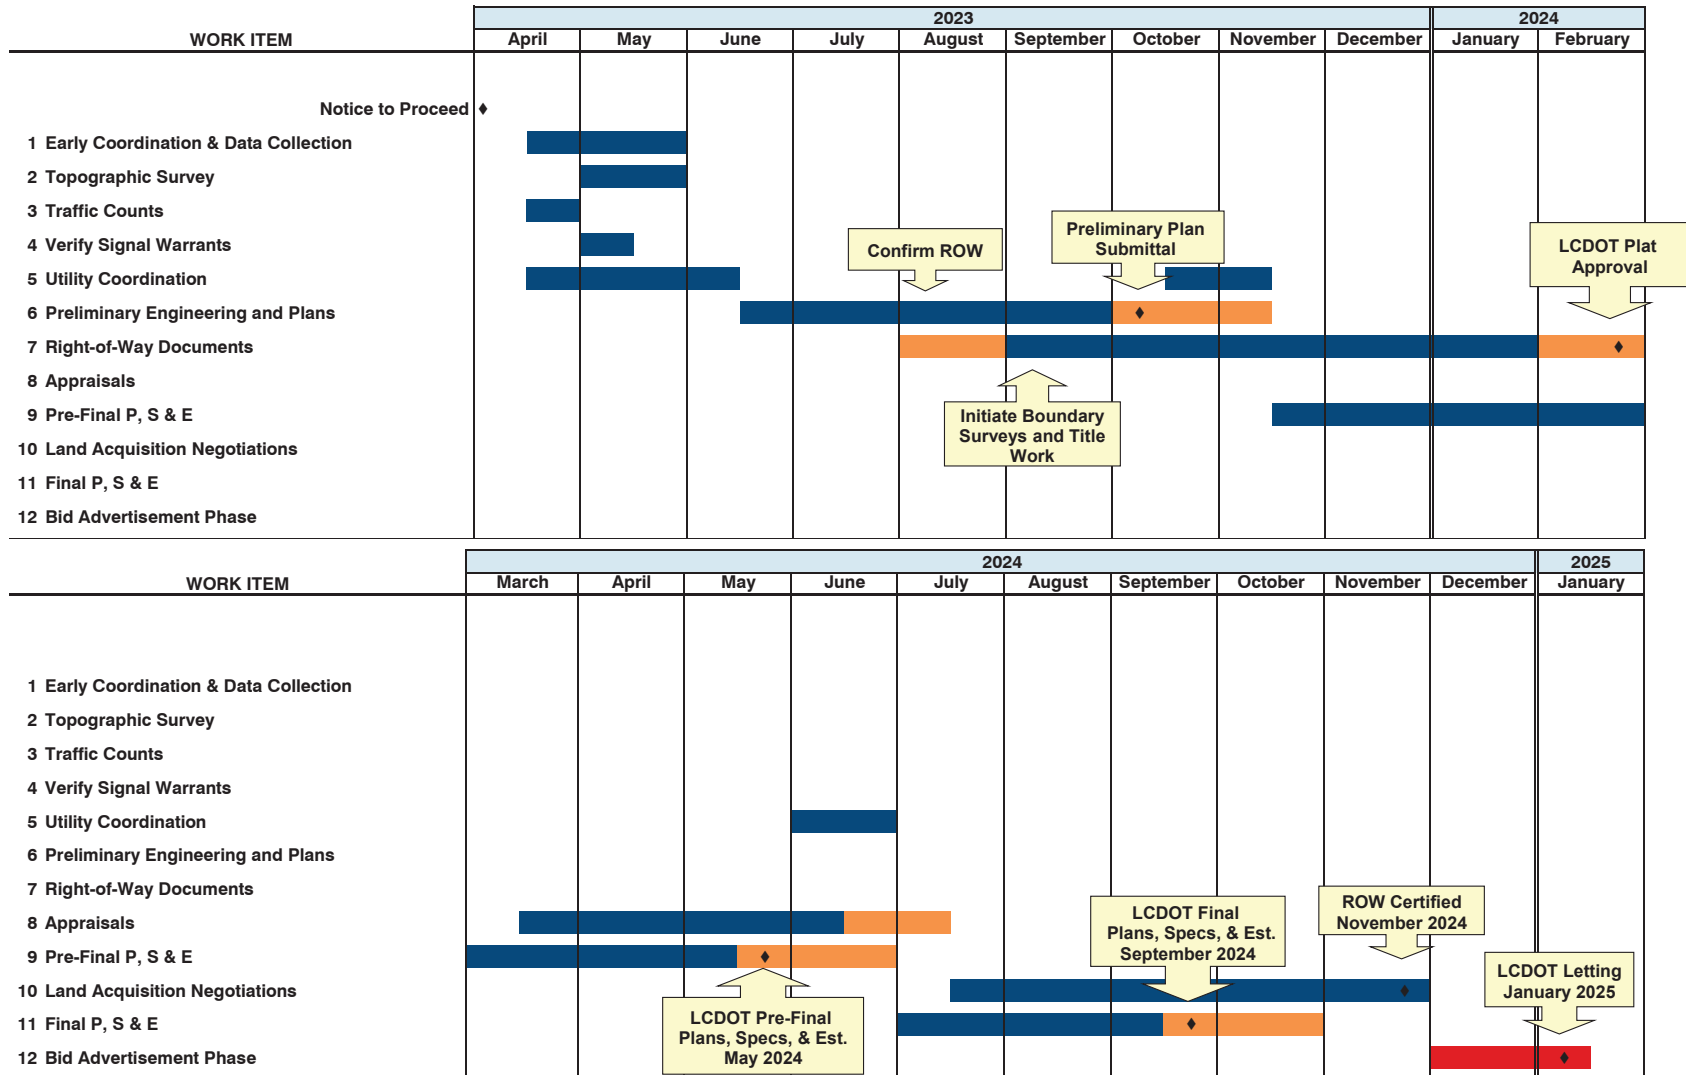 2023 2024
WORK ITEM April May June July August September October November December January February
Notice to Proceed
1 Early Coordination & Data Collection
2 Topographic Survey
3 Traffic Counts
4 Verify Signal Warrants
5 Utility Coordination
6 Preliminary Engineering and Plans
7 Right-of-Way Documents
8 Appraisals
9 Pre-Final P, S & E
10 Land Acquisition Negotiations
11 Final P, S & E
12 Bid Advertisement Phase
Confirm ROW
Preliminary Plan
Submittal
LCDOT Plat
Approval
Initiate Boundary
Surveys and Title
Work
2024 2025
WORK ITEM March April May June July August September October November December January
1 Early Coordination & Data Collection
2 Topographic Survey
3 Traffic Counts
4 Verify Signal Warrants
5 Utility Coordination
6 Preliminary Engineering and Plans
7 Right-of-Way Documents
8 Appraisals
9 Pre-Final P, S & E
10 Land Acquisition Negotiations
11 Final P, S & E
12 Bid Advertisement Phase
LCDOT Pre-Final
Plans, Specs, & Est.
May 2024
LCDOT Final
Plans, Specs, & Est.
September 2024
ROW Certified
November 2024
LCDOT Letting
January 2025